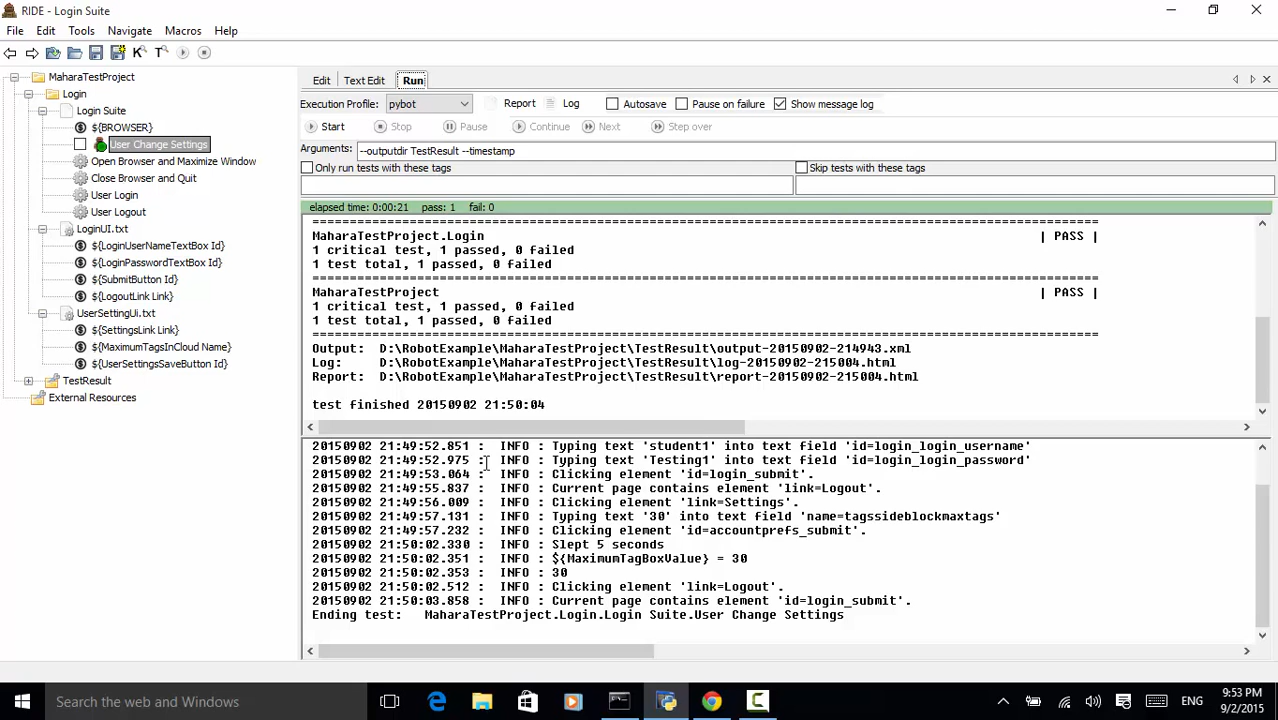 RIDE - Login Suite
File Edit Tools Navigate Macros Help
MaharaTestProject
Login
Login Suite
${BROWSER}
User Change Settings
Open Browser and Maximize Window
Close Browser and Quit
User Login
User Logout
LoginUI.txt
${LoginUserNameTextBox Id}
${LoginPasswordTextBox Id}
${SubmitButton Id}
${LogoutLink Link}
UserSettingUi.txt
${SettingsLink Link}
${MaximumTagsInCloud Name}
${UserSettingsSaveButton Id}
TestResult
External Resources
Edit Text Edit Run
Execution Profile: pybot Report Log Autosave Pause on failure Show message log
Start Stop Pause Continue Next Step over
Arguments: --outputdir TestResult --timestamp
Only run tests with these tags Skip tests with these tags
elapsed time: 0:00:21 pass: 1 fail: 0
==============================================================================
MaharaTestProject.Login | PASS |
1 critical test, 1 passed, 0 failed
1 test total, 1 passed, 0 failed
==============================================================================
MaharaTestProject | PASS |
1 critical test, 1 passed, 0 failed
1 test total, 1 passed, 0 failed
==============================================================================
Output: D:\RobotExample\MaharaTestProject\TestResult\output-20150902-214943.xml
Log: D:\RobotExample\MaharaTestProject\TestResult\log-20150902-215004.html
Report: D:\RobotExample\MaharaTestProject\TestResult\report-20150902-215004.html
test finished 20150902 21:50:04
20150902 21:49:52.851 : INFO : Typing text 'student1' into text field 'id=login_login_username'
20150902 21:49:52.975 : INFO : Typing text 'Testing1' into text field 'id=login_login_password'
20150902 21:49:53.064 : INFO : Clicking element 'id=login_submit'.
20150902 21:49:55.837 : INFO : Current page contains element 'link=Logout'.
20150902 21:49:56.009 : INFO : Clicking element 'link=Settings'.
20150902 21:49:57.131 : INFO : Typing text '30' into text field 'name=tagssideblockmaxtags'
20150902 21:49:57.232 : INFO : Clicking element 'id=accountprefs_submit'.
20150902 21:50:02.330 : INFO : Slept 5 seconds
20150902 21:50:02.351 : INFO : ${MaximumTagBoxValue} = 30
20150902 21:50:02.353 : INFO : 30
20150902 21:50:02.512 : INFO : Clicking element 'link=Logout'.
20150902 21:50:03.858 : INFO : Current page contains element 'id=login_submit'.
Ending test: MaharaTestProject.Login.Login Suite.User Change Settings
Search the web and Windows
ENG
9:53 PM
9/2/2015